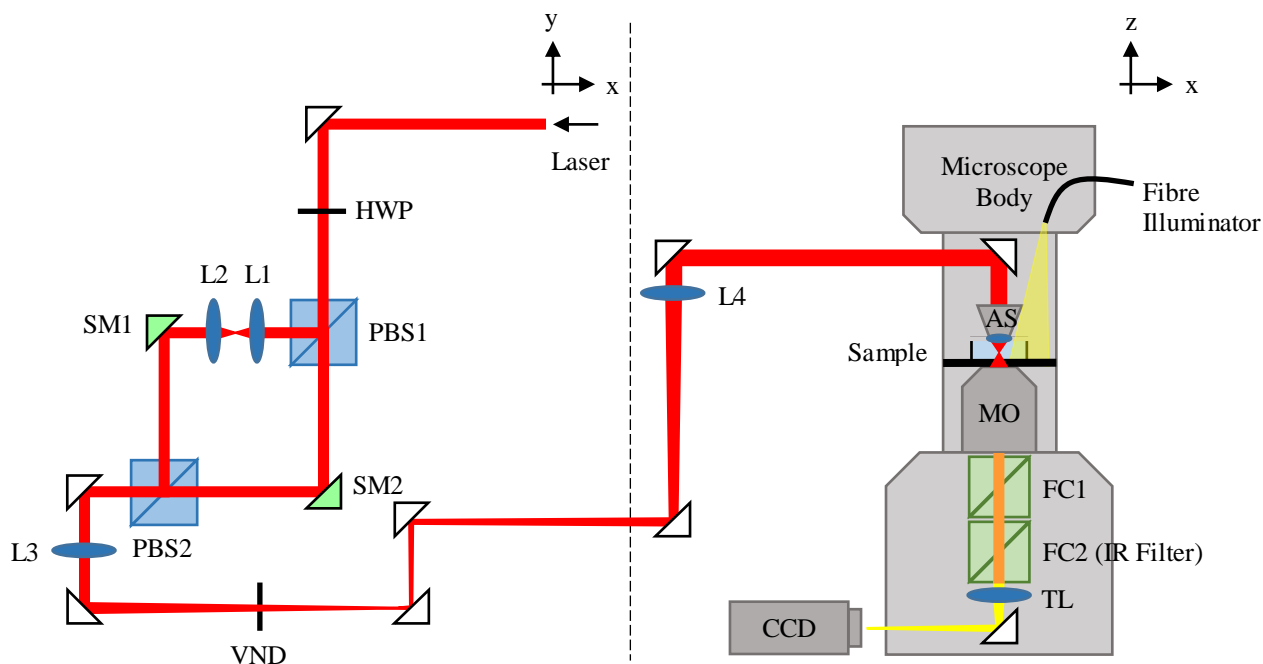 y
x
Laser
HWP
L2
L1
SM1
PBS1
SM2
L3
PBS2
VND
z
x
Microscope
Body
Fibre
Illuminator
L4
AS
Sample
MO
FC1
FC2 (IR Filter)
TL
CCD